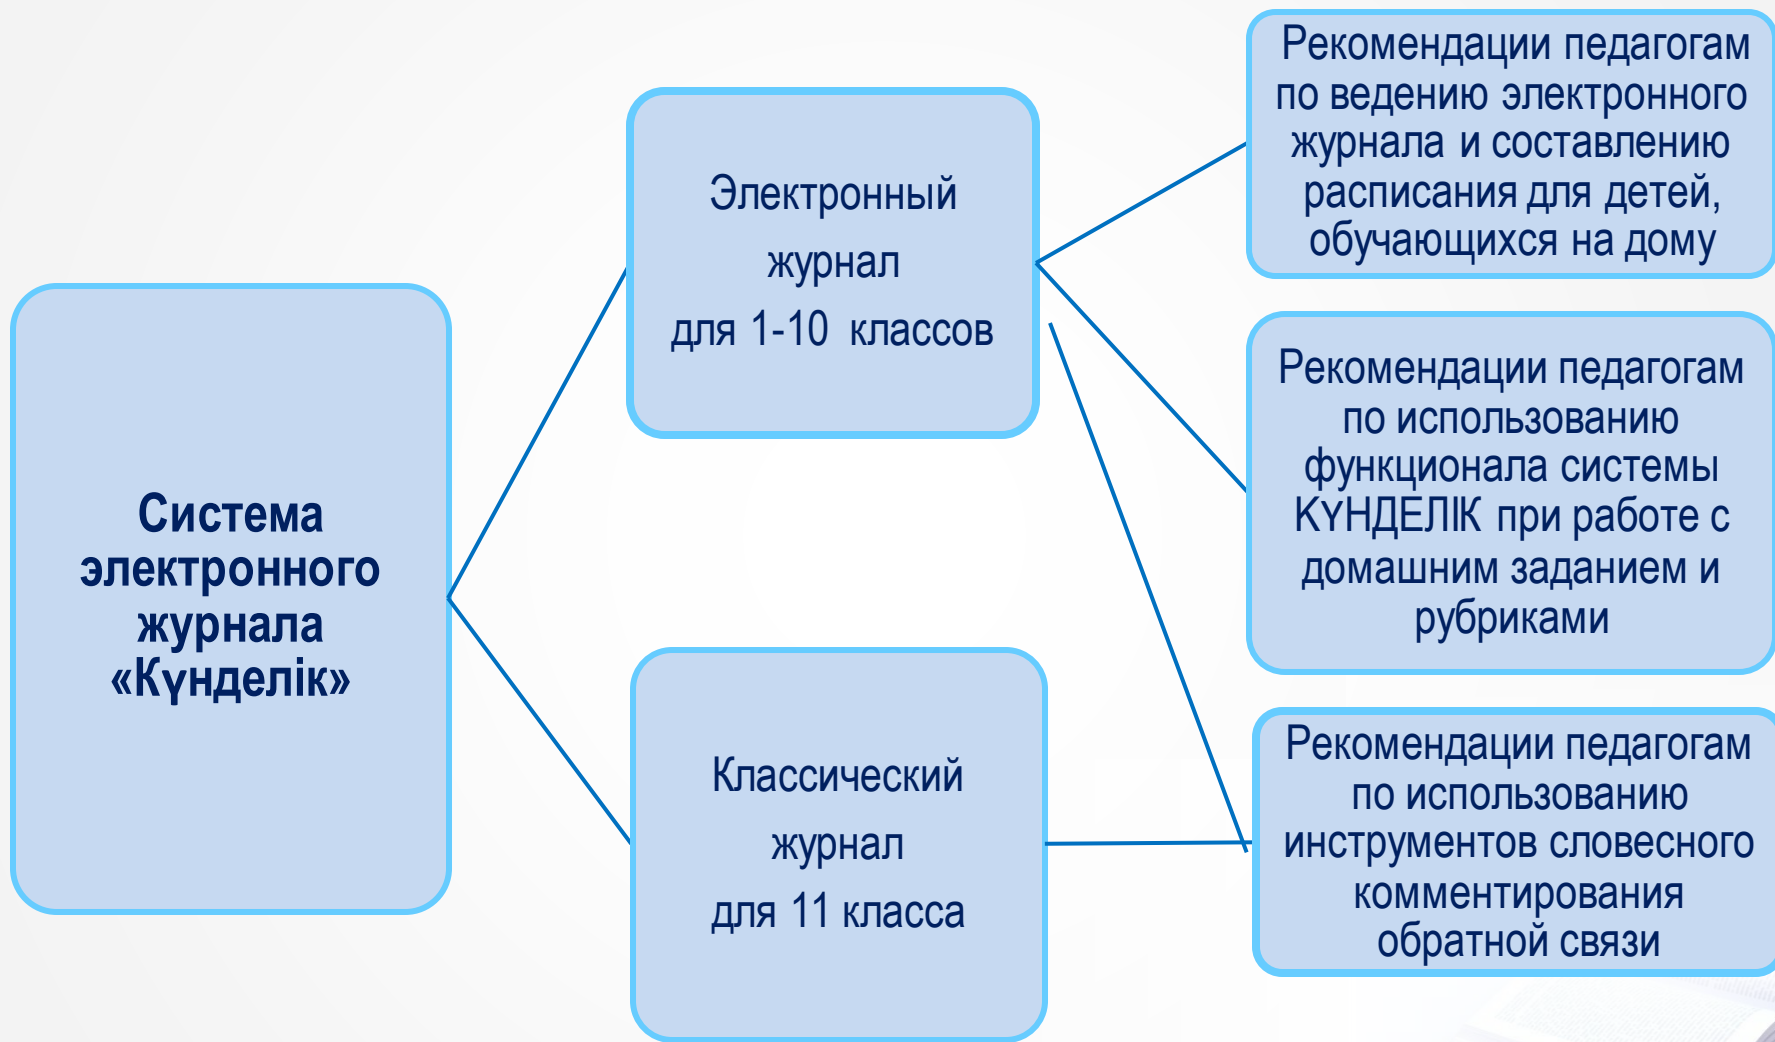 Система
электронного
журнала
«Күнделік»
Электронный
журнал
для 1-10 классов
Классический
журнал
для 11 класса
Рекомендации педагогам
по ведению электронного
журнала и составлению
расписания для детей,
обучающихся на дому
Рекомендации педагогам
по использованию
функционала системы
КҮНДЕЛІК при работе с
домашним заданием и
рубриками
Рекомендации педагогам
по использованию
инструментов словесного
комментирования
обратной связи